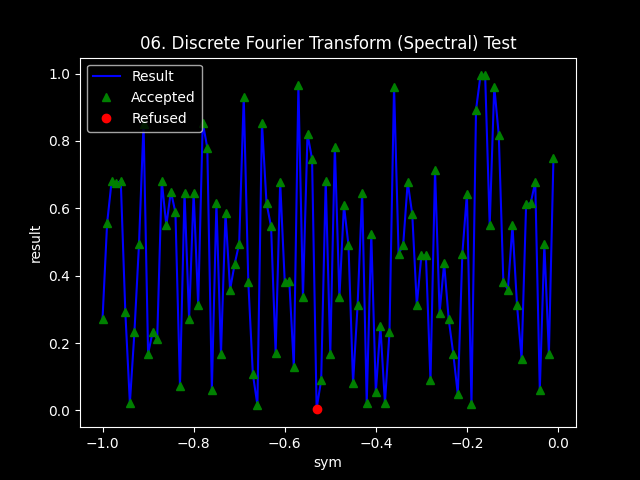 06. Discrete Fourier Transform (Spectral) Test
Result
Accepted
Refused
1.0
0.8
0.6
0.4
0.2
0.0
result
−1.0 −0.8 −0.6 −0.4 −0.2 0.0
sym